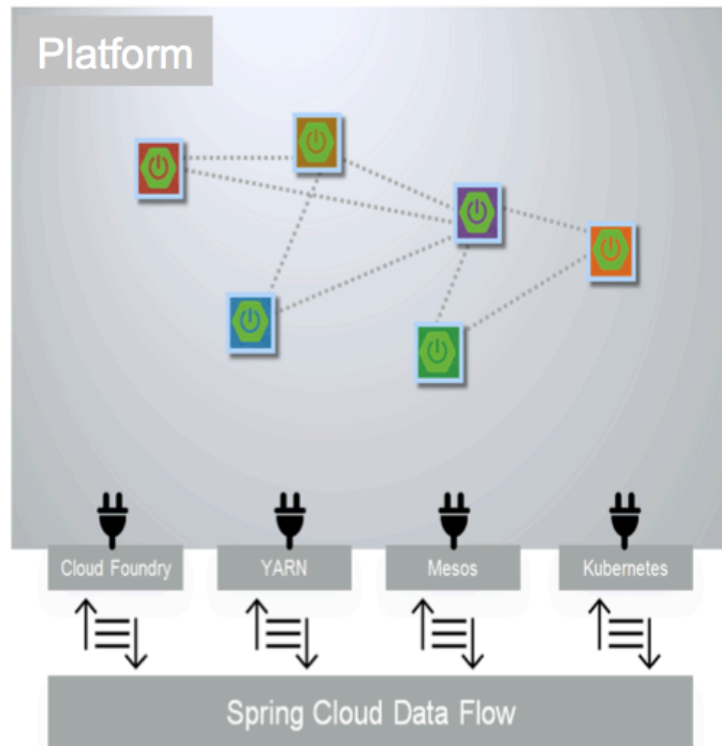 Platform
Cloud Foundry
YARN
Mesos
Kubernetes
Spring Cloud Data Flow